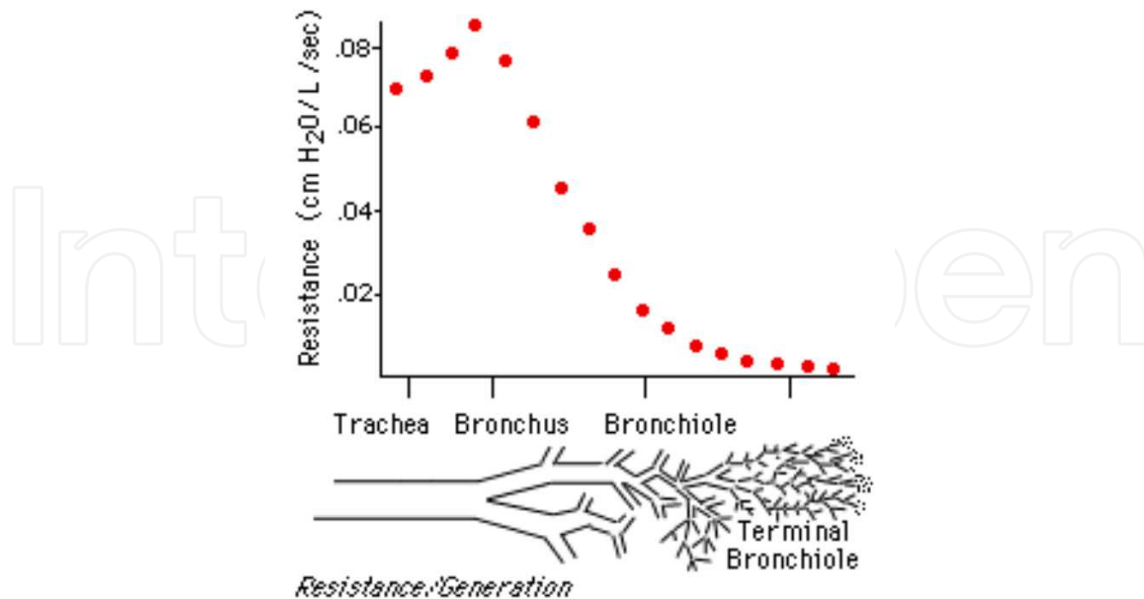 Resistance (cm H₂O/L/sec)
.08
.06
.04
.02
Trachea Bronchus Bronchiole
Terminal
Bronchiole
Resistance/Generation